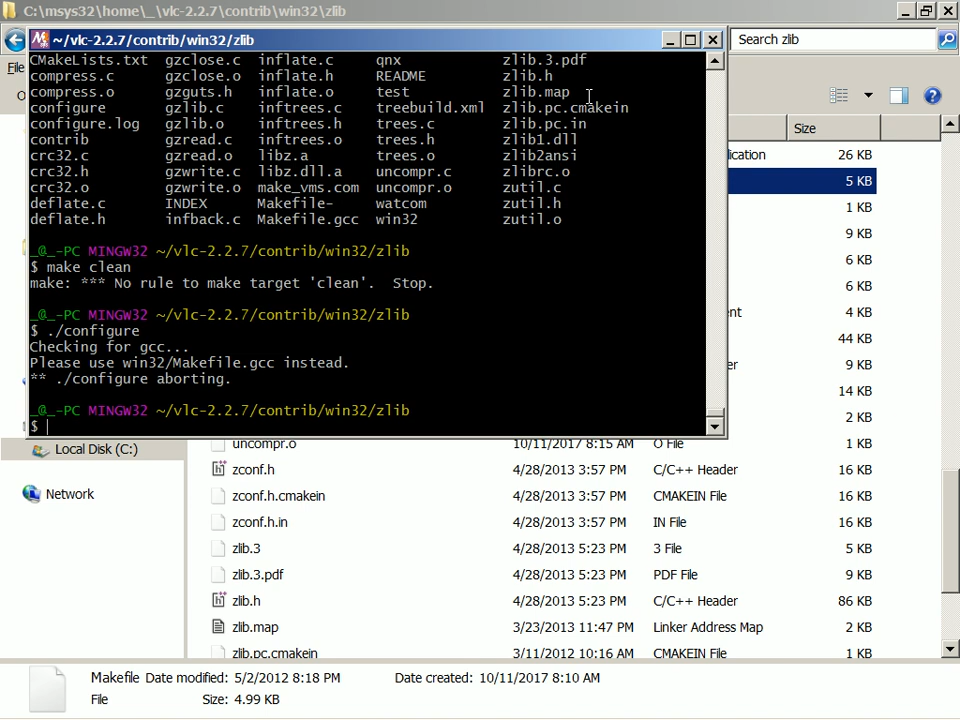 C:\msys32\home\_\vlc-2.2.7\contrib\win32\zlib
~/vlc-2.2.7/contrib/win32/zlib
Search zlib
CMakeLists.txt gzclose.c inflate.c qnx zlib.3.pdf
compress.c gzclose.o inflate.h README zlib.h
compress.o gzguts.h inflate.o test zlib.map
configure gzlib.c inftrees.c treebuild.xml zlib.pc.cmakein
configure.log gzlib.o inftrees.h trees.c zlib.pc.in
contrib gzread.c inftrees.o trees.h zlib1.dll
crc32.c gzread.o libz.a trees.o zlib2ansi
crc32.h gzwrite.c libz.dll.a uncompr.c zlibrc.o
crc32.o gzwrite.o make_vms.com uncompr.o zutil.c
deflate.c INDEX Makefile- watcom zutil.h
deflate.h infback.c Makefile.gcc win32 zutil.o
_@_-PC MINGW32 ~/vlc-2.2.7/contrib/win32/zlib
$ make clean
make: *** No rule to make target 'clean'.  Stop.
_@_-PC MINGW32 ~/vlc-2.2.7/contrib/win32/zlib
$ ./configure
Checking for gcc...
Please use win32/Makefile.gcc instead.
** ./configure aborting.
_@_-PC MINGW32 ~/vlc-2.2.7/contrib/win32/zlib
$
Size
26 KB
5 KB
1 KB
9 KB
6 KB
6 KB
4 KB
44 KB
9 KB
14 KB
2 KB
Local Disk (C:)
Network
uncompr.o 10/11/2017 8:15 AM O File 1 KB
zconf.h 4/28/2013 3:57 PM C/C++ Header 16 KB
zconf.h.cmakein 4/28/2013 3:57 PM CMAKEIN File 16 KB
zconf.h.in 4/28/2013 3:57 PM IN File 16 KB
zlib.3 4/28/2013 5:23 PM 3 File 5 KB
zlib.3.pdf 4/28/2013 5:23 PM PDF File 9 KB
zlib.h 4/28/2013 5:23 PM C/C++ Header 86 KB
zlib.map 3/23/2013 11:47 PM Linker Address Map 2 KB
zlib.pc.cmakein 3/11/2012 10:16 AM CMAKEIN File 1 KB
Makefile Date modified: 5/2/2012 8:18 PM Date created: 10/11/2017 8:10 AM
File Size: 4.99 KB